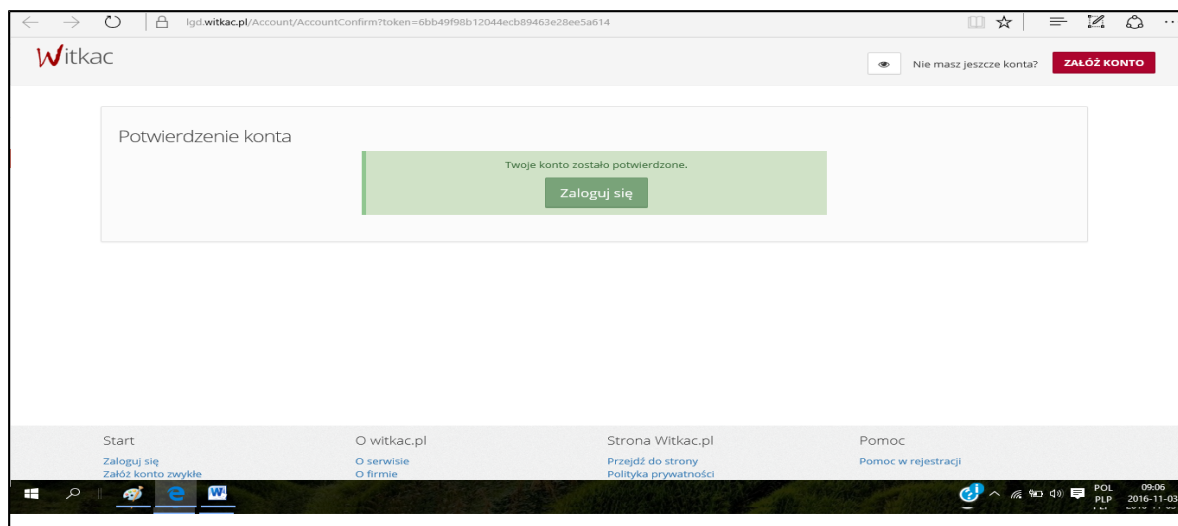 lgd.witkac.pl/Account/AccountConfirm?token=6bb49f98b12044ecb89463e28ee5a614
Witkac
Nie masz jeszcze konta?
ZAŁÓŻ KONTO
Potwierdzenie konta
Twoje konto zostało potwierdzone.
Zaloguj się
Start
O witkac.pl
Strona Witkac.pl
Pomoc
Zaloguj się
O serwisie
Przejdź do strony
Pomoc w rejestracji
Załóż konto zwykłe
O firmie
Polityka prywatności
POL
09:06
PLP
2016-11-03